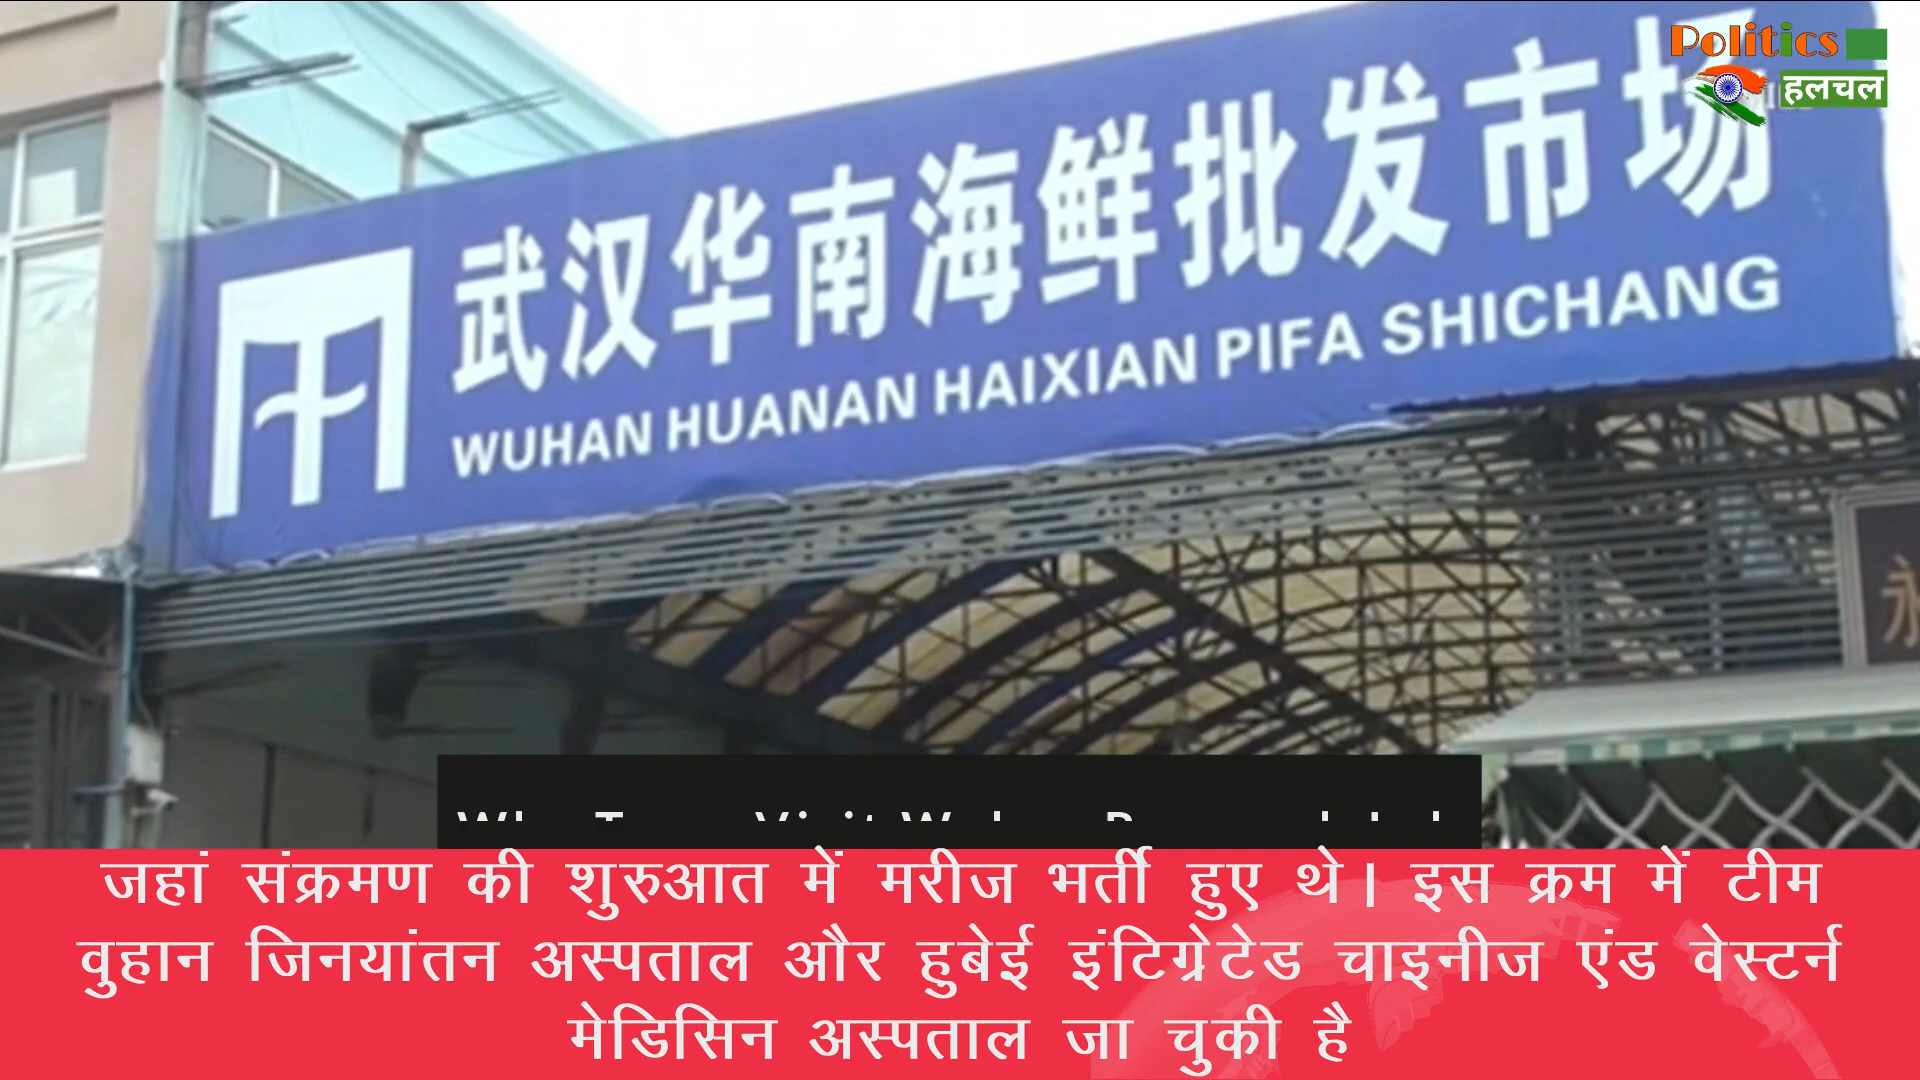 Politics
हलचल
武汉华南海鲜批发市场
WUHAN HUANAN HAIXIAN PIFA SHICHANG
जहां संक्रमण की शुरुआत में मरीज भर्ती हुए थे। इस क्रम में टीम
वुहान जिनयांतन अस्पताल और हुबेई इंटिग्रेटेड चाइनीज एंड वेस्टर्न
मेडिसिन अस्पताल जा चुकी है